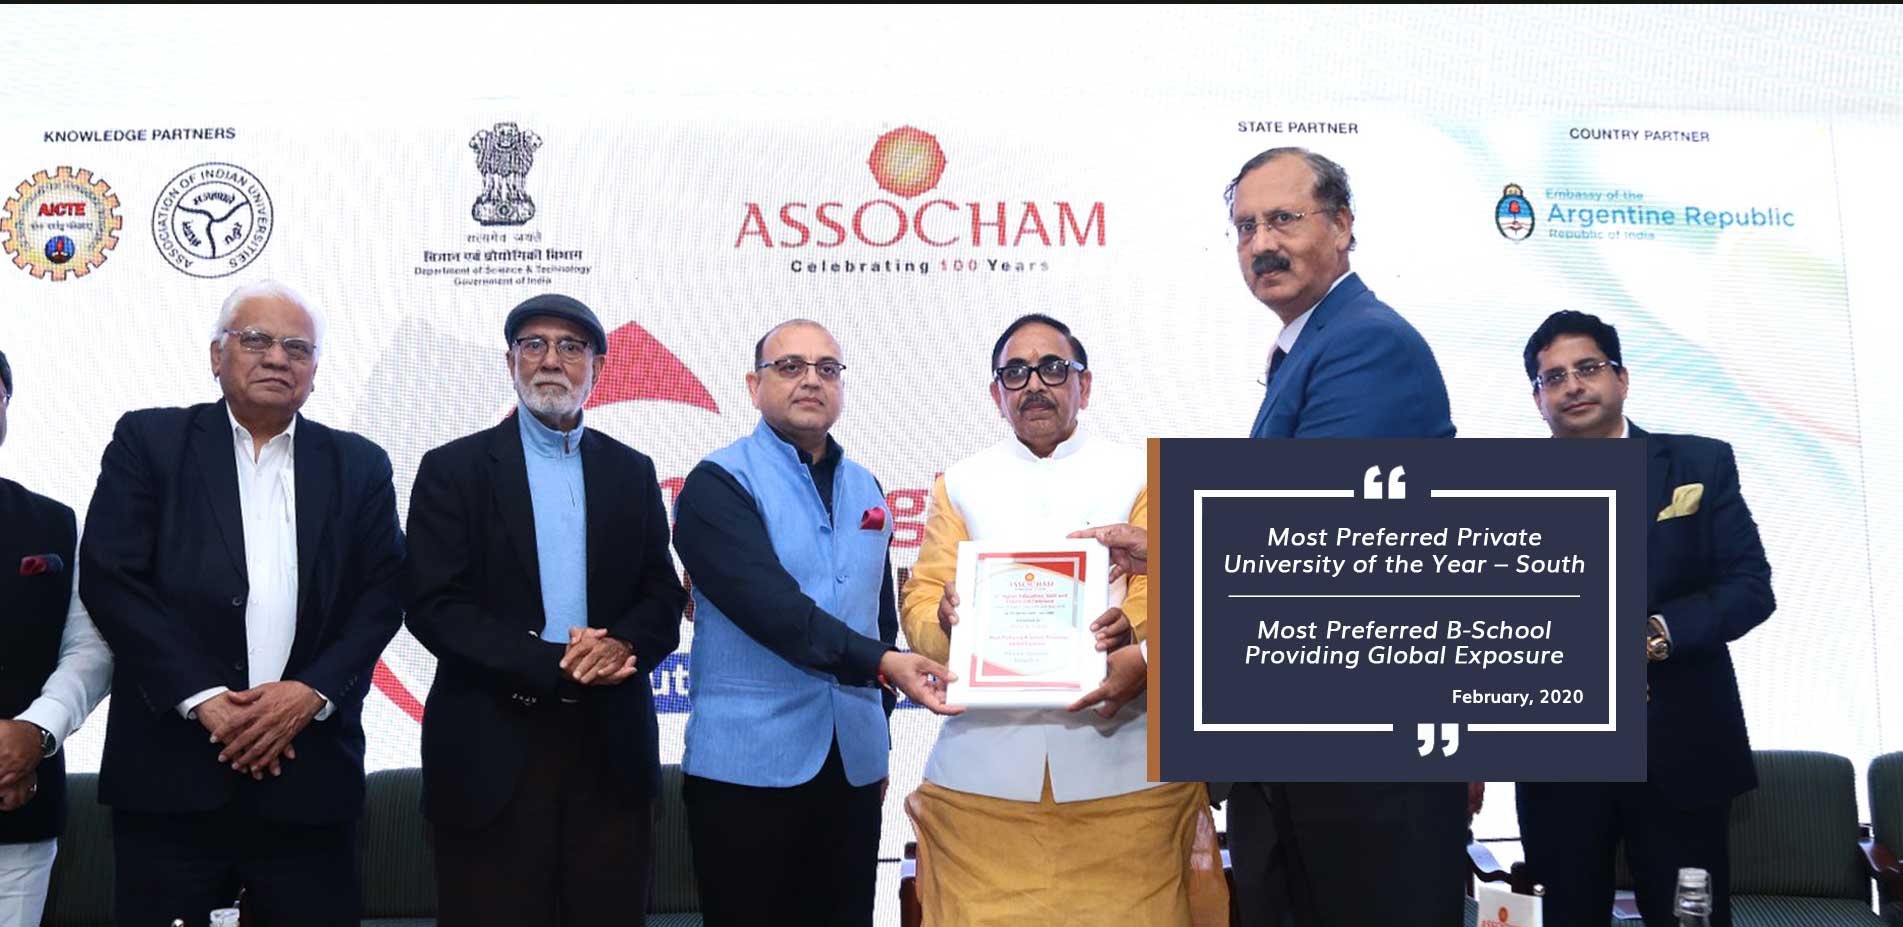 KNOWLEDGE PARTNERS
AICTE
ASSOCIATION OF INDIAN UNIVERSITIES
सत्यमेव जयते
विज्ञान एवं प्रौद्योगिकी विभाग
Department of Science & Technology
Government of India
ASSOCHAM
Celebrating 100 Years
STATE PARTNER
COUNTRY PARTNER
Embassy of the
Argentine Republic
Republic of India
ASSOCHAM
“
Most Preferred Private
University of the Year – South
Most Preferred B-School
Providing Global Exposure
February, 2020
”